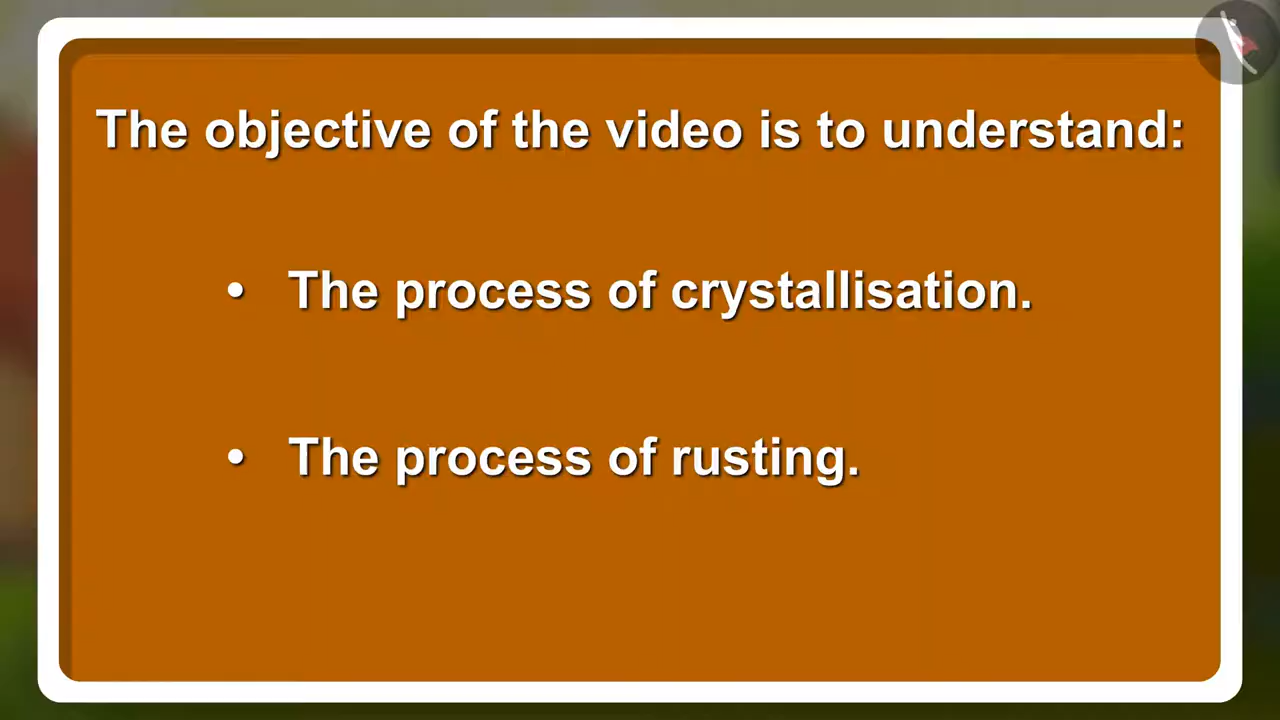 The objective of the video is to understand:
• The process of crystallisation.
• The process of rusting.